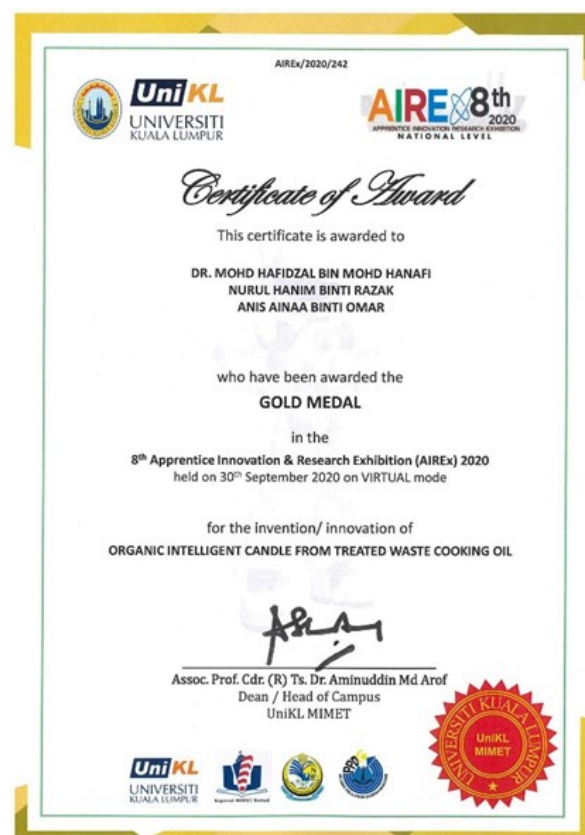 AIREx/2020/242
UniKL
UNIVERSITI
KUALA LUMPUR
AIREx 8th
2020
APPRENTICE INNOVATION RESEARCH EXHIBITION
NATIONAL LEVEL
Certificate of Award
This certificate is awarded to
DR. MOHD HAFIDZAL BIN MOHD HANAFI
NURUL HANIM BINTI RAZAK
ANIS AINAA BINTI OMAR
who have been awarded the
GOLD MEDAL
in the
8th Apprentice Innovation & Research Exhibition (AIREx) 2020
held on 30th September 2020 on VIRTUAL mode
for the invention/ innovation of
ORGANIC INTELLIGENT CANDLE FROM TREATED WASTE COOKING OIL
Assoc. Prof. Cdr. (R) Ts. Dr. Aminuddin Md Arof
Dean / Head of Campus
UniKL MIMET
UniKL
UNIVERSITI
KUALA LUMPUR
UNIVERSITI KUALA LUMPUR
UniKL
MIMET